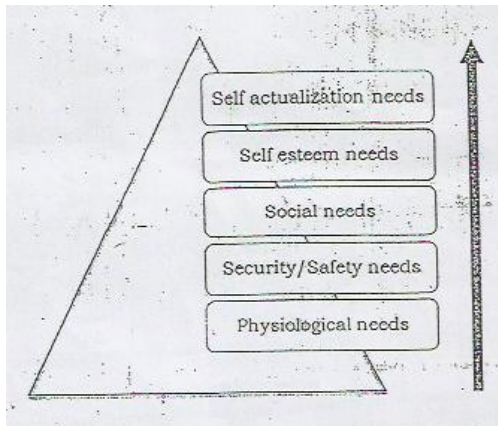 Self actualization needs
Self esteem needs
Social needs
Security/Safety needs
Physiological needs